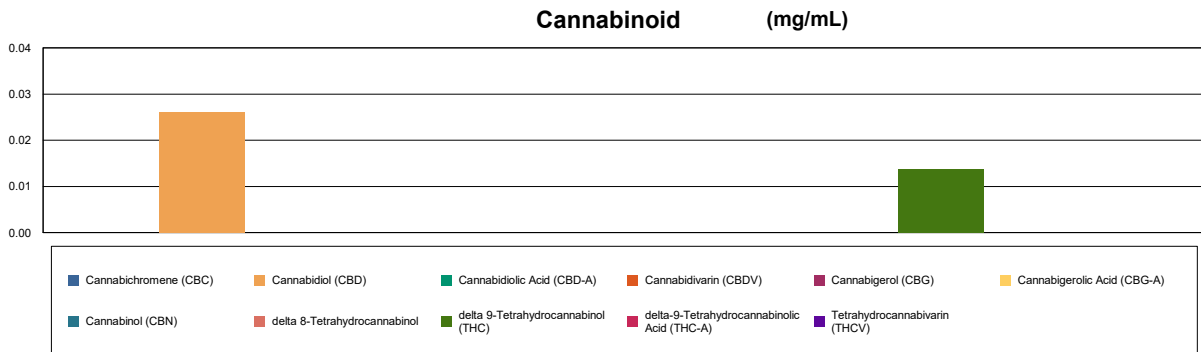 Cannabinoid (mg/mL)
0.04
0.03
0.02
0.01
0.00
Cannabichrome (CBC) Cannabidiol (CBD) Cannabidiolic Acid (CBD-A) Cannabidivarin (CBDV) Cannabigerol (CBG) Cannabigerolic Acid (CBG-A)
Cannabinol (CBN) delta 8-Tetrahydrocannabinol delta 9-Tetrahydrocannabinol (THC) delta-9-Tetrahydrocannabinolic Acid (THC-A) Tetrahydrocannabivarin (THCV)